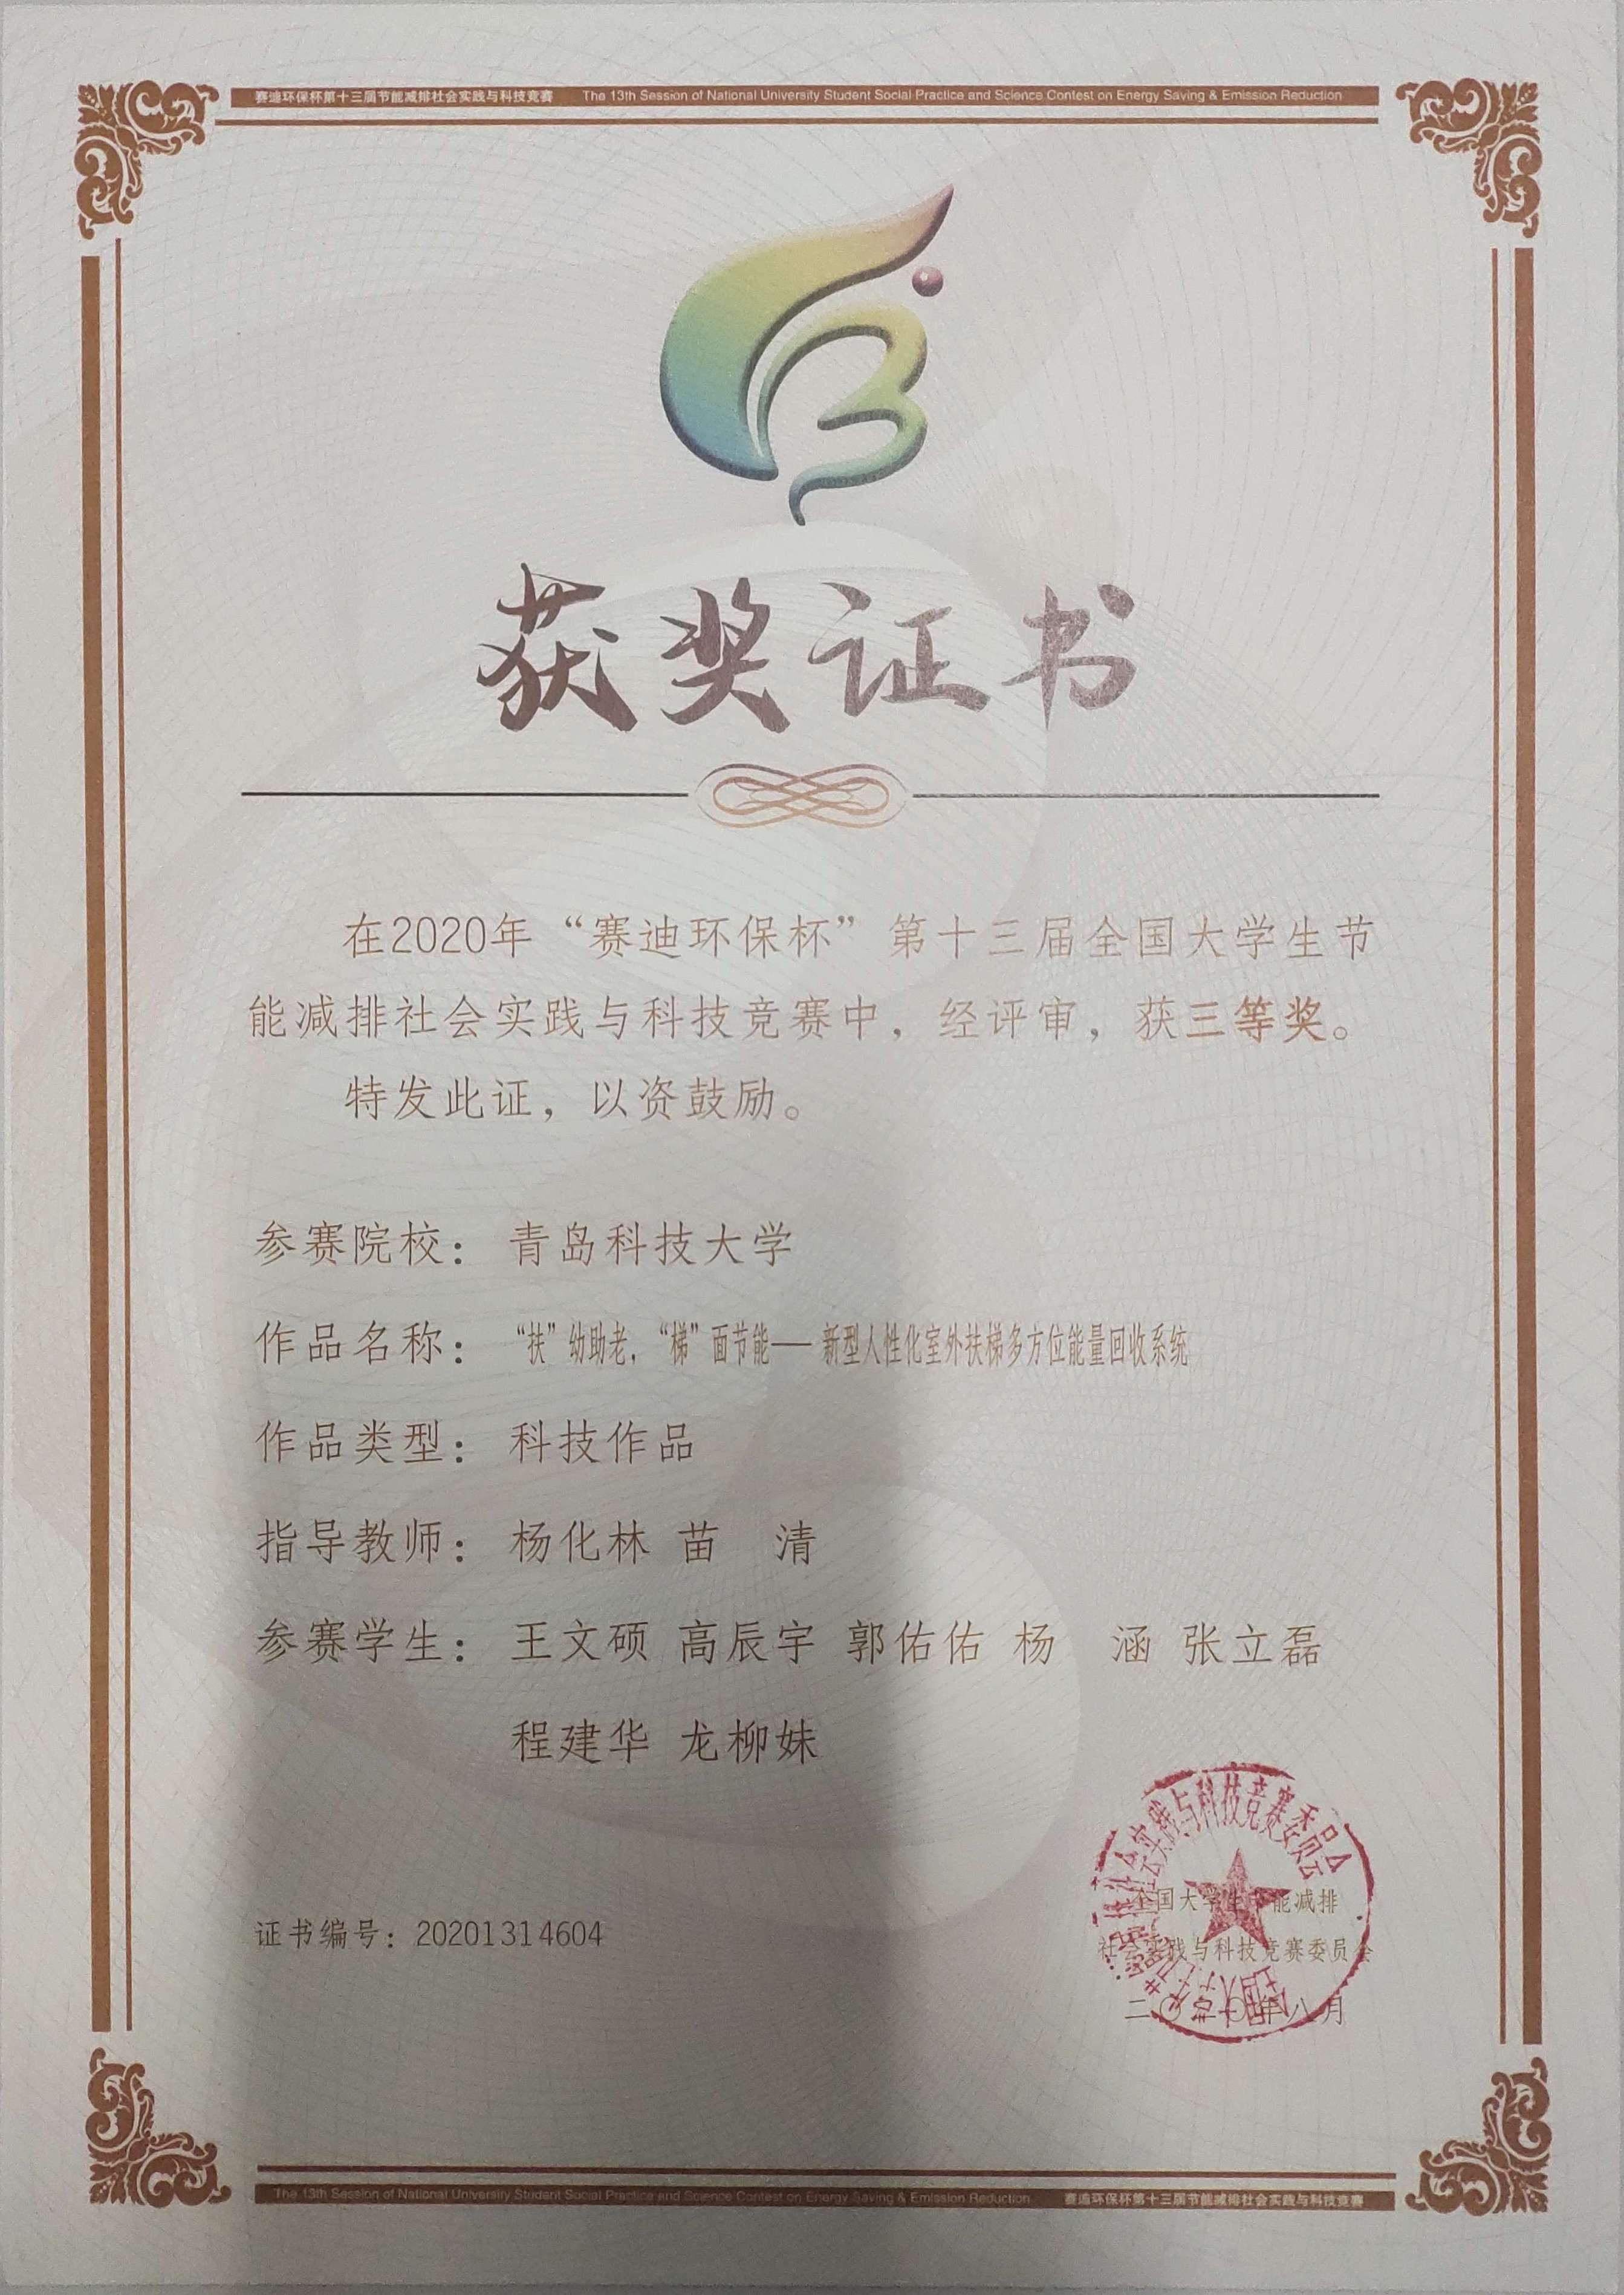 赛迪环保杯第十三届节能减排社会实践与科技竞赛 The 13th Session of National University Student Social Practice and Science Contest on Energy Saving & Emission Reduction
获奖证书
在2020年“赛迪环保杯”第十三届全国大学生节
能减排社会实践与科技竞赛中，经评审，获三等奖。
特发此证，以资鼓励。
参赛院校：青岛科技大学
作品名称：“扶”幼助老，“梯”面节能——新型人性化室外扶梯多方位能量回收系统
作品类型：科技作品
指导教师：杨化林 苗 清
参赛学生：王文硕 高辰宇 郭佑佑 杨 涵 张立磊
程建华 龙柳妹
证书编号：20201314604
全国大学生节能减排
社会实践与科技竞赛委员会
二〇二〇年八月
The 13th Session of National University Student Social Practice and Science Contest on Energy Saving & Emission Reduction 赛迪环保杯第十三届节能减排社会实践与科技竞赛